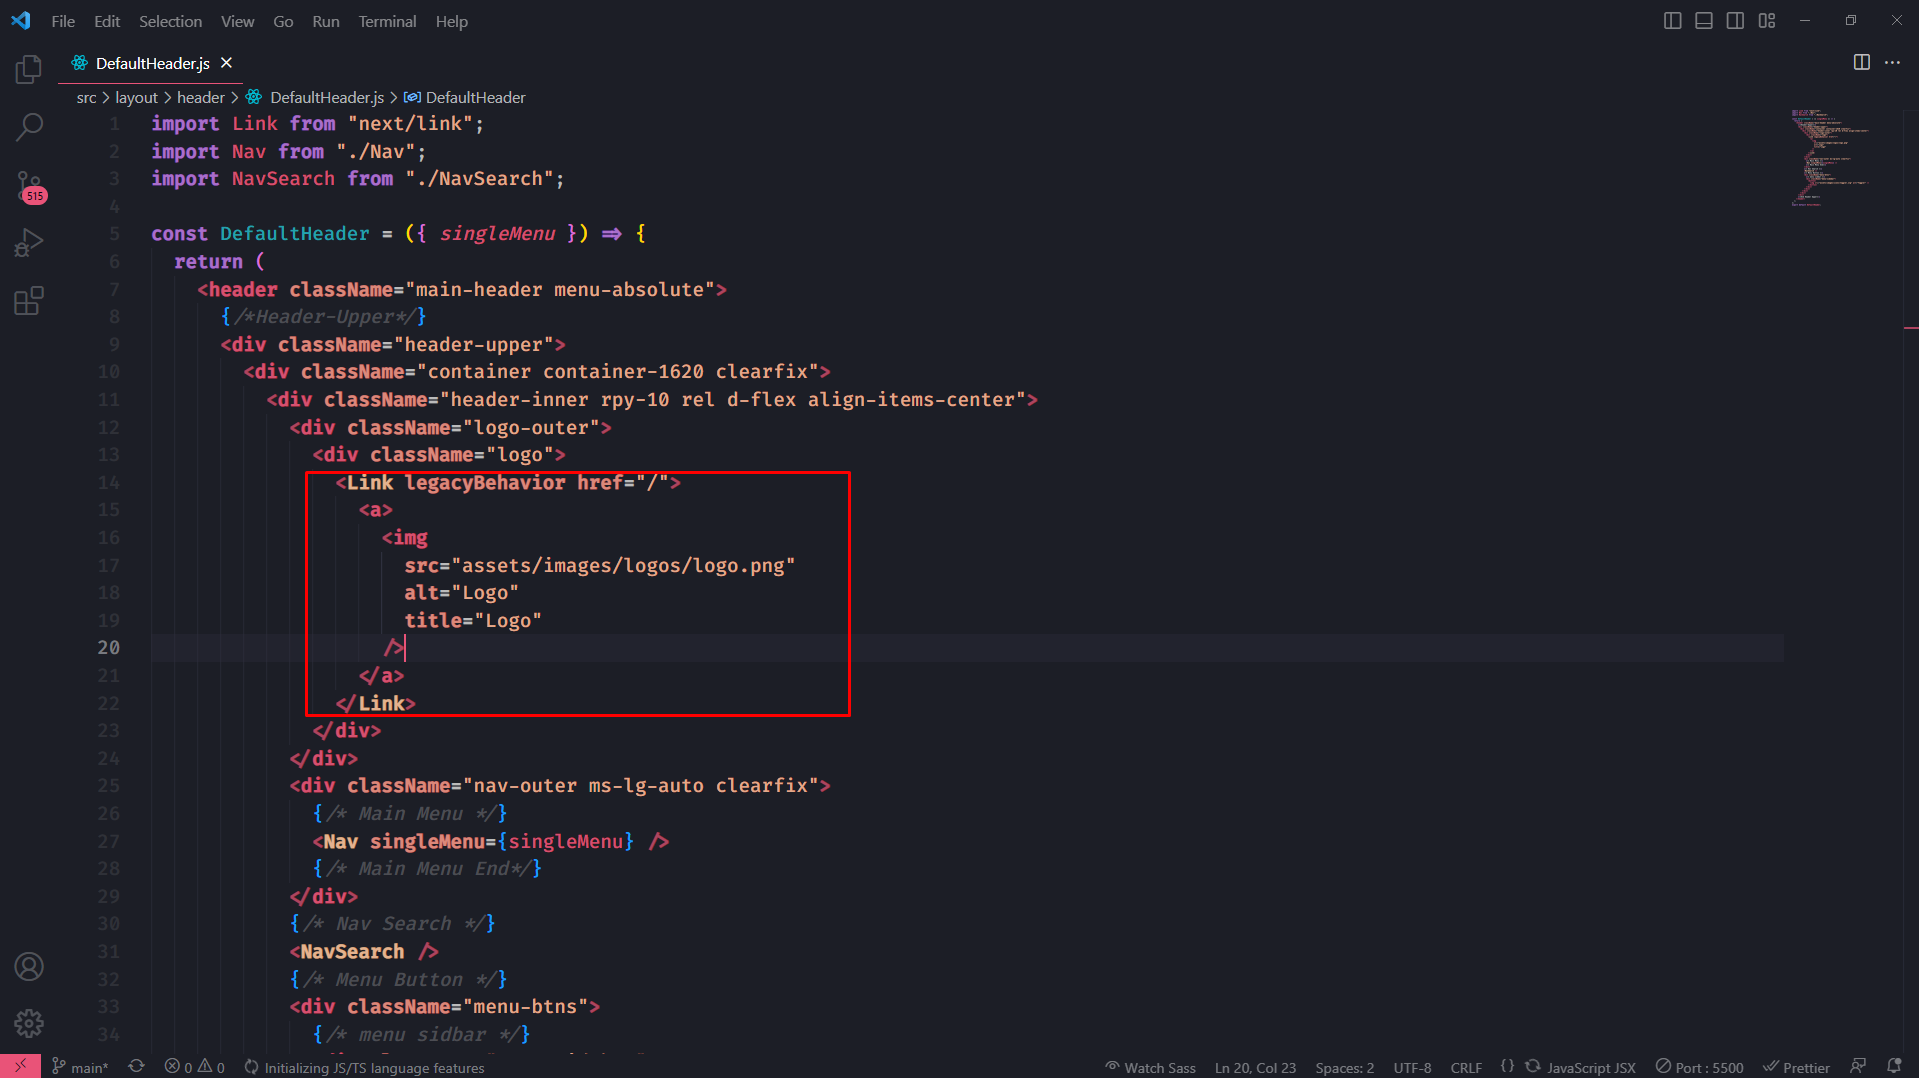 File Edit Selection View Go Run Terminal Help
DefaultHeader.js
src > layout > header > DefaultHeader.js > DefaultHeader
1 import Link from "next/link";
2 import Nav from "./Nav";
3 import NavSearch from "./NavSearch";
4
5 const DefaultHeader = ({ singleMenu }) => {
6 return (
7 <header className="main-header menu-absolute">
8 {/*Header-Upper*/}
9 <div className="header-upper">
10 <div className="container container-1620 clearfix">
11 <div className="header-inner rpy-10 rel d-flex align-items-center">
12 <div className="logo-outer">
13 <div className="logo">
14 <Link legacyBehavior href="/">
15 <a>
16 <img
17 src="assets/images/logos/logo.png"
18 alt="Logo"
19 title="Logo"
20 />
21 </a>
22 </Link>
23 </div>
24 </div>
25 <div className="nav-outer ms-lg-auto clearfix">
26 {/* Main Menu */}
27 <Nav singleMenu={singleMenu} />
28 {/* Main Menu End*/}
29 </div>
30 {/* Nav Search */}
31 <NavSearch />
32 {/* Menu Button */}
33 <div className="menu-btns">
34 {/* menu sidbar */}
515
main* 0 0 Initializing JS/TS language features Watch Sass Ln 20, Col 23 Spaces: 2 UTF-8 CRLF {} JavaScript JSX Port : 5500 Prettier